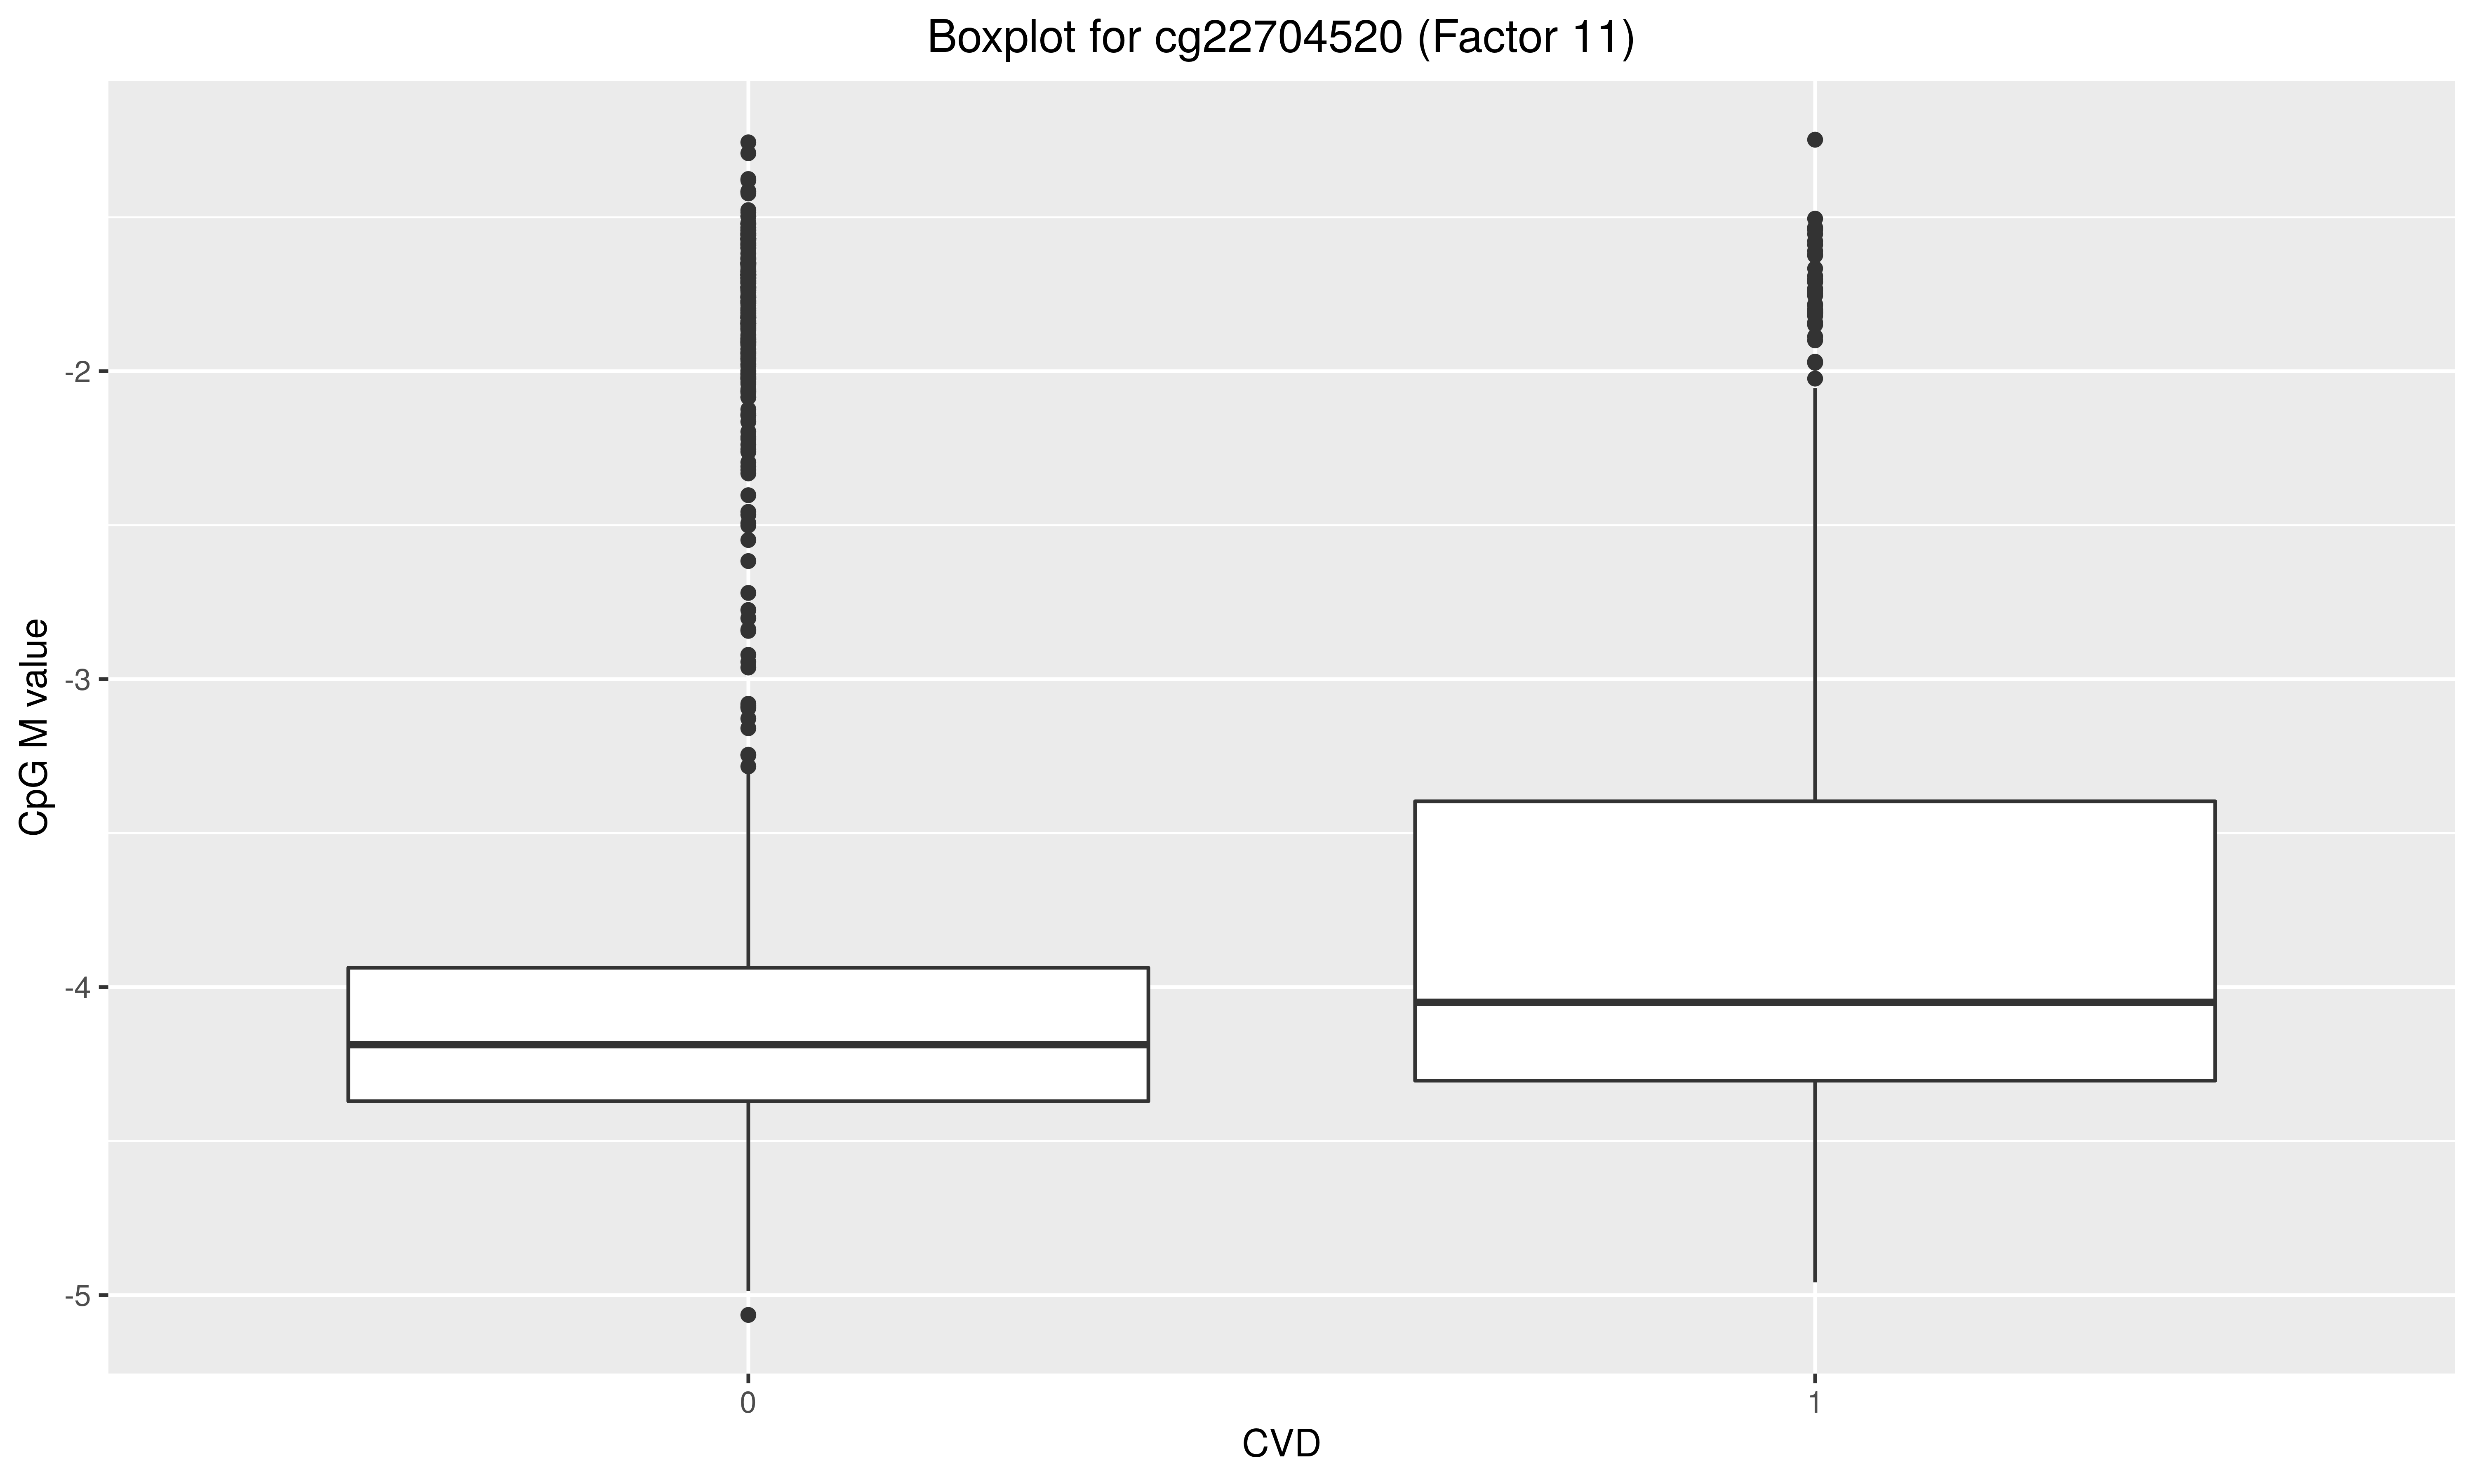 Boxplot for cg22704520 (Factor 11)
CpG M value
-2
-3
-4
-5
0 1
CVD